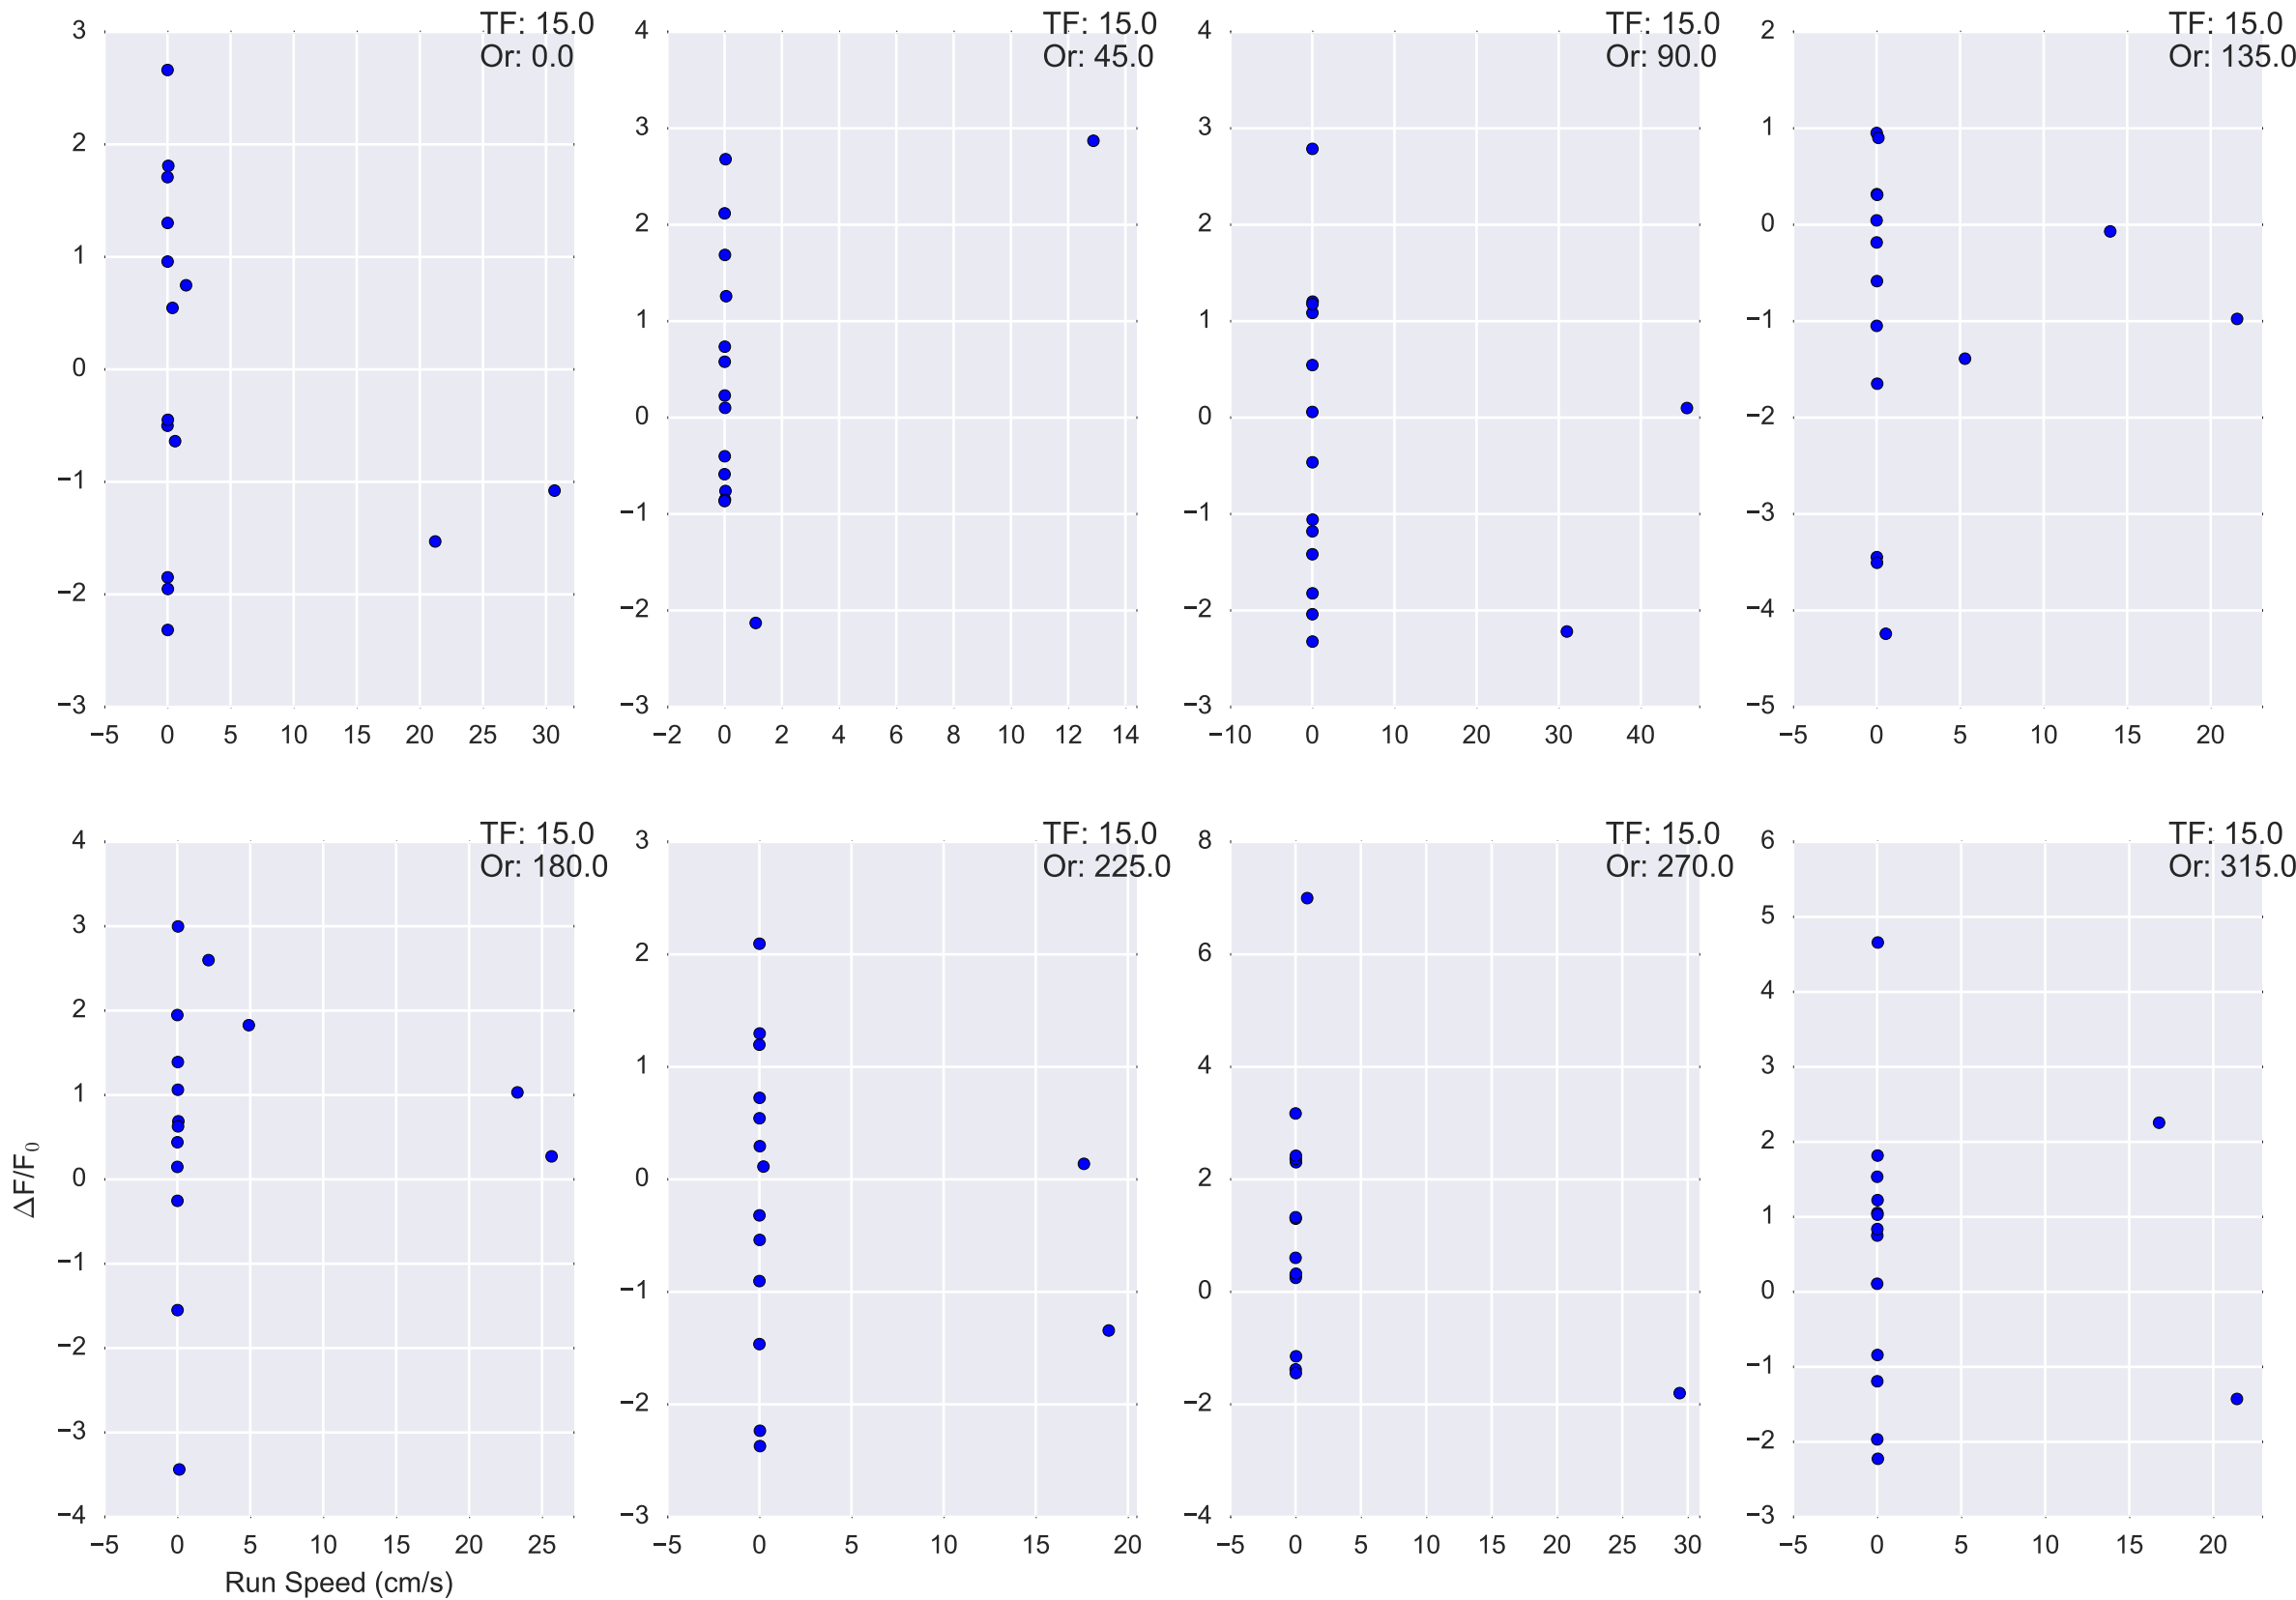 TF: 15.0
Or: 0.0
3
2
1
0
−1
−2
−3
−5 0 5 10 15 20 25 30
TF: 15.0
Or: 45.0
4
3
2
1
0
−1
−2
−3
−2 0 2 4 6 8 10 12 14
TF: 15.0
Or: 90.0
4
3
2
1
0
−1
−2
−3
−10 0 10 20 30 40
TF: 15.0
Or: 135.0
2
1
0
−1
−2
−3
−4
−5
−5 0 5 10 15 20
TF: 15.0
Or: 180.0
4
3
2
1
0
−1
−2
−3
−4
ΔF/F₀
−5 0 5 10 15 20 25
Run Speed (cm/s)
TF: 15.0
Or: 225.0
3
2
1
0
−1
−2
−3
−5 0 5 10 15 20
TF: 15.0
Or: 270.0
8
6
4
2
0
−2
−4
−5 0 5 10 15 20 25 30
TF: 15.0
Or: 315.0
6
5
4
3
2
1
0
−1
−2
−3
−5 0 5 10 15 20